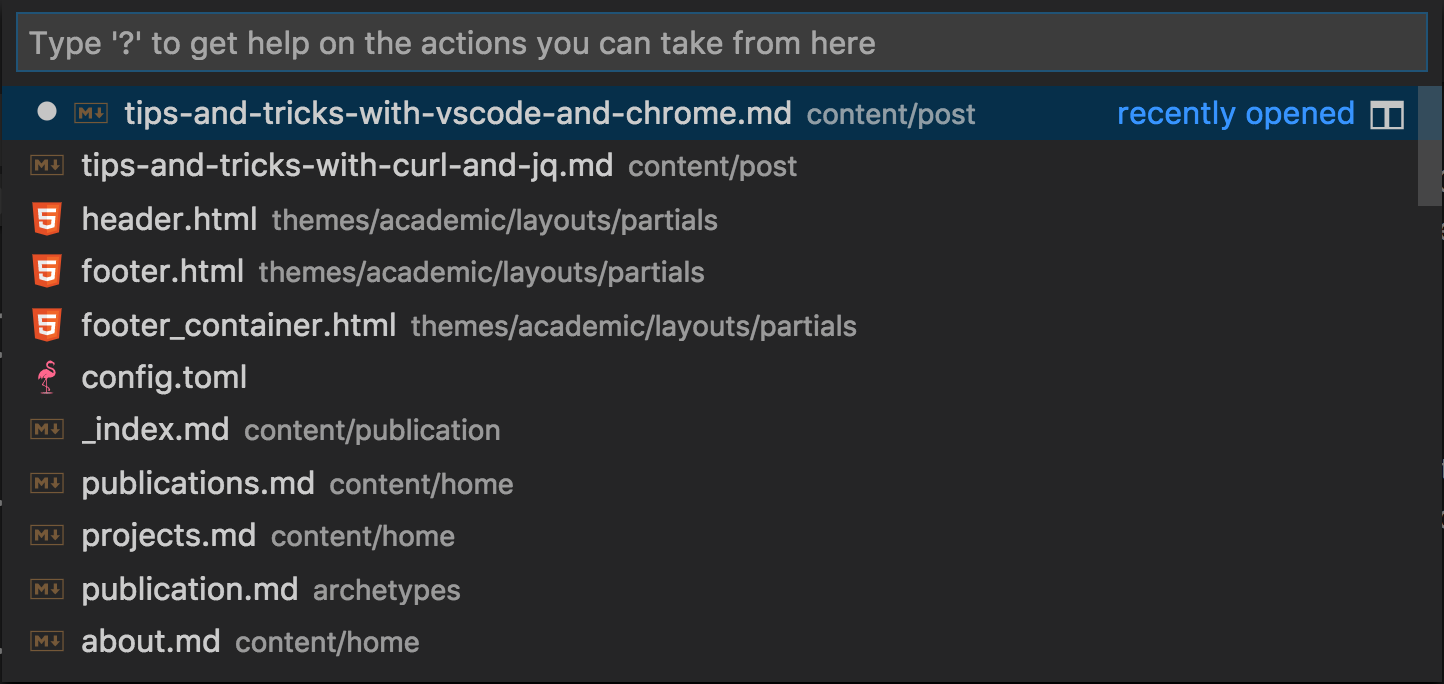 Type '?' to get help on the actions you can take from here
M↓ tips-and-tricks-with-vscode-and-chrome.md content/post recently opened
M↓ tips-and-tricks-with-curl-and-jq.md content/post
5 header.html themes/academic/layouts/partials
5 footer.html themes/academic/layouts/partials
5 footer_container.html themes/academic/layouts/partials
config.toml
M↓ _index.md content/publication
M↓ publications.md content/home
M↓ projects.md content/home
M↓ publication.md archetypes
M↓ about.md content/home